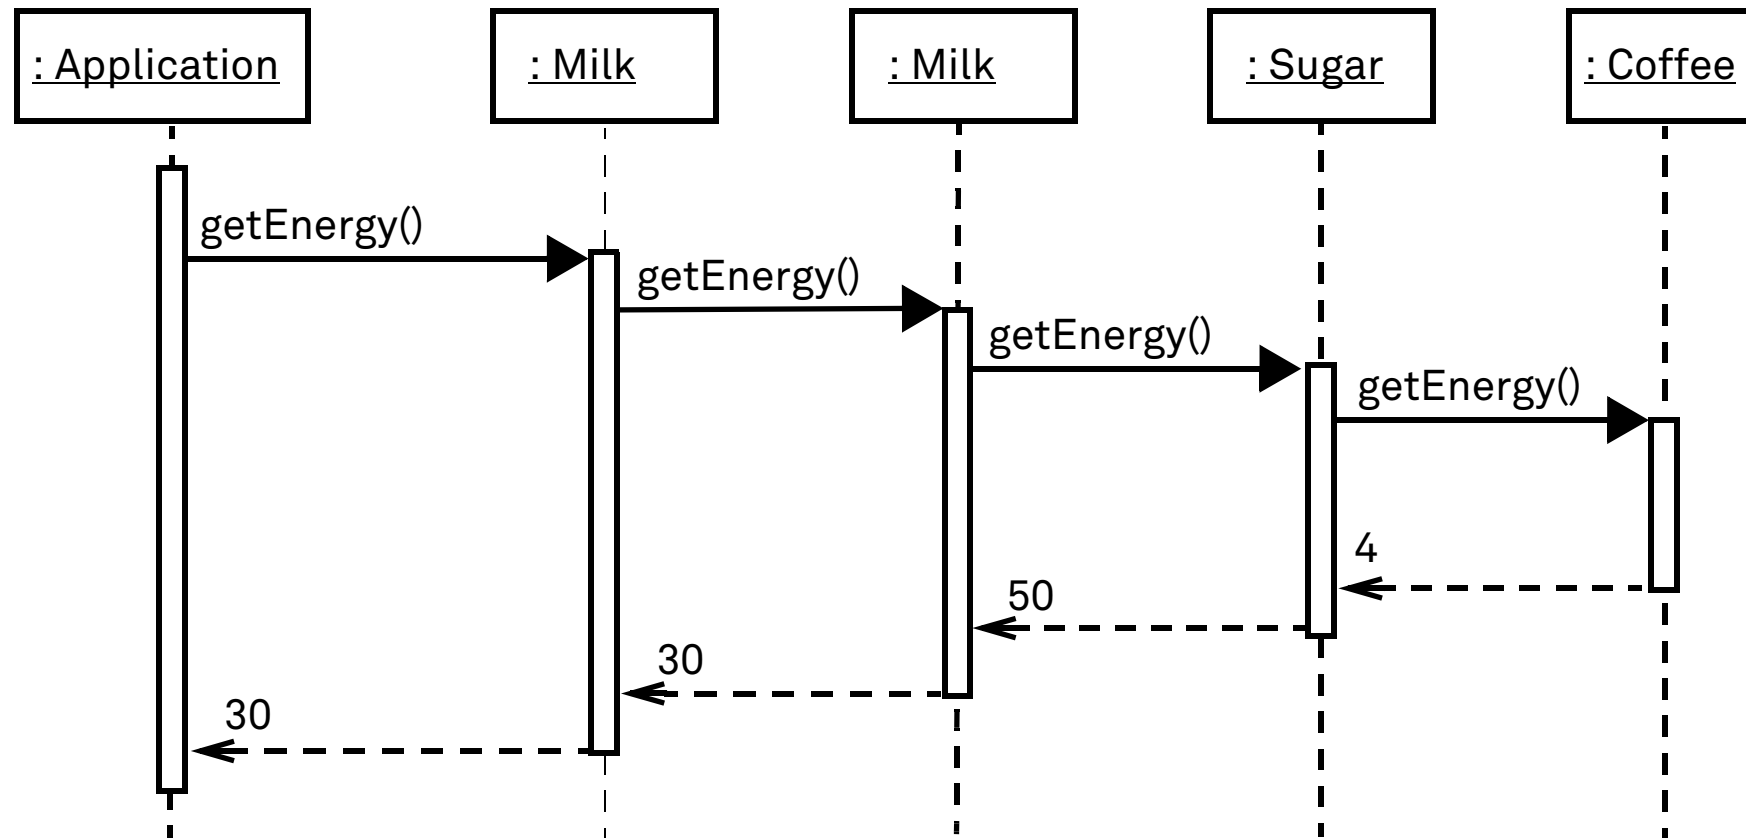 : Application
: Milk
: Milk
: Sugar
: Coffee
getEnergy()
getEnergy()
getEnergy()
getEnergy()
4
50
30
30